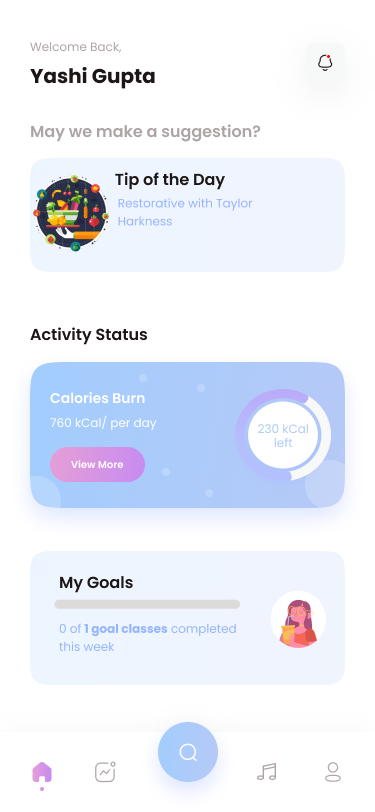 Welcome Back,
Yashi Gupta
May we make a suggestion?
Tip of the Day
Restorative with Taylor
Harkness
Activity Status
Calories Burn
760 kCal/ per day
230 kCal
left
View More
My Goals
0 of 1 goal classes completed
this week